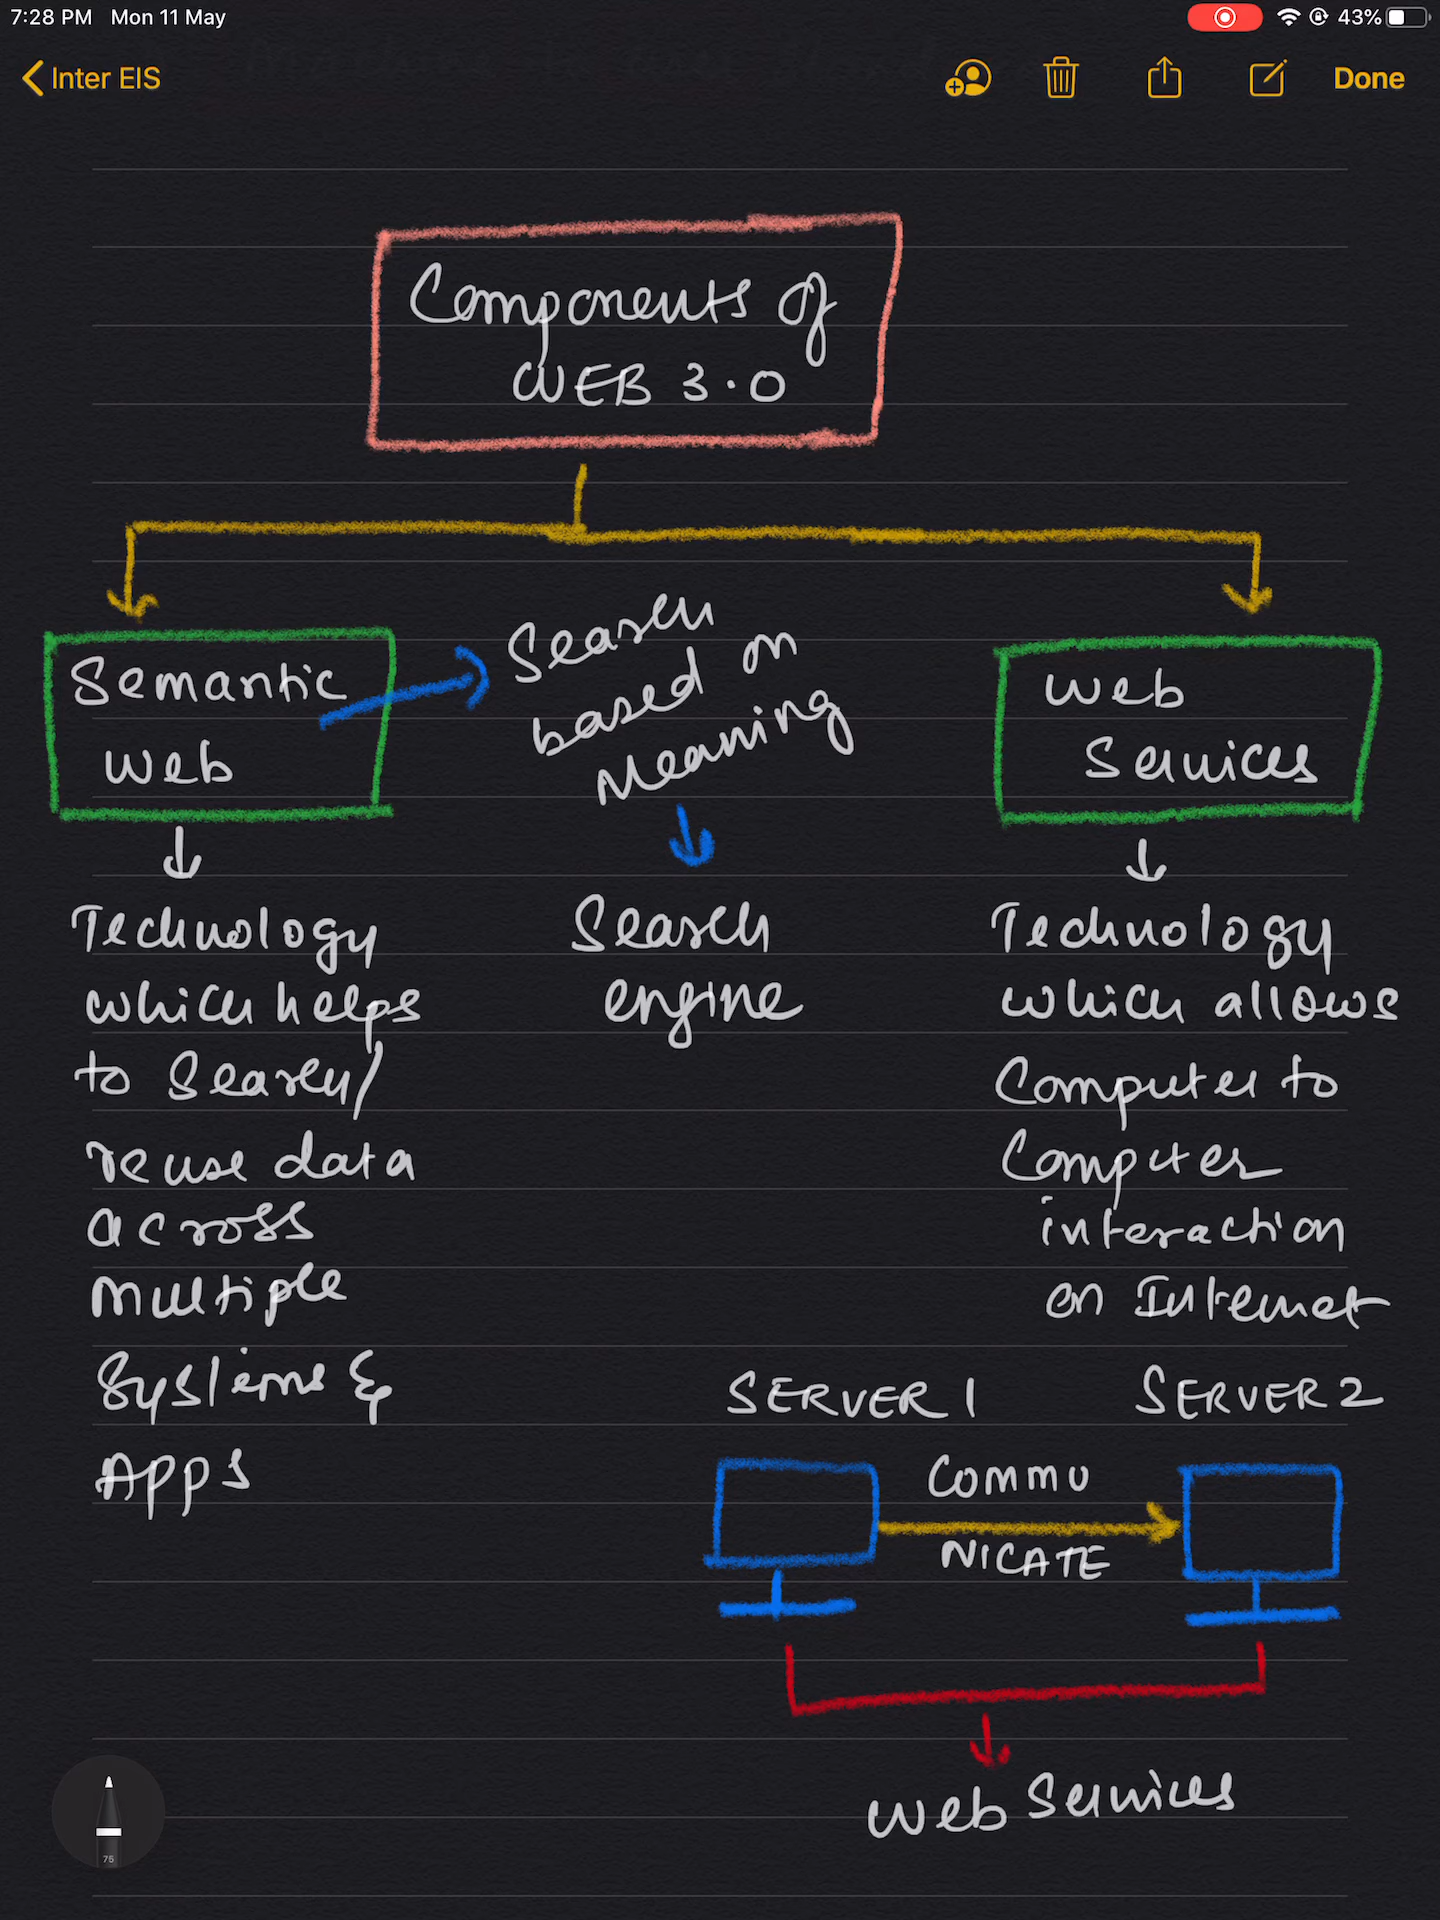 7:28 PM Mon 11 May
43%
Inter EIS
Done
Components of
WEB 3.0
Semantic
Web
Search
based on
Meaning
Web
Services
Technology
which helps
to Search/
reuse data
across
Multiple
Systems &
Apps
Search
engine
Technology
which allows
Computer to
Computer
interaction
on Internet
SERVER 1
SERVER 2
COMMU
NICATE
Web Services
75